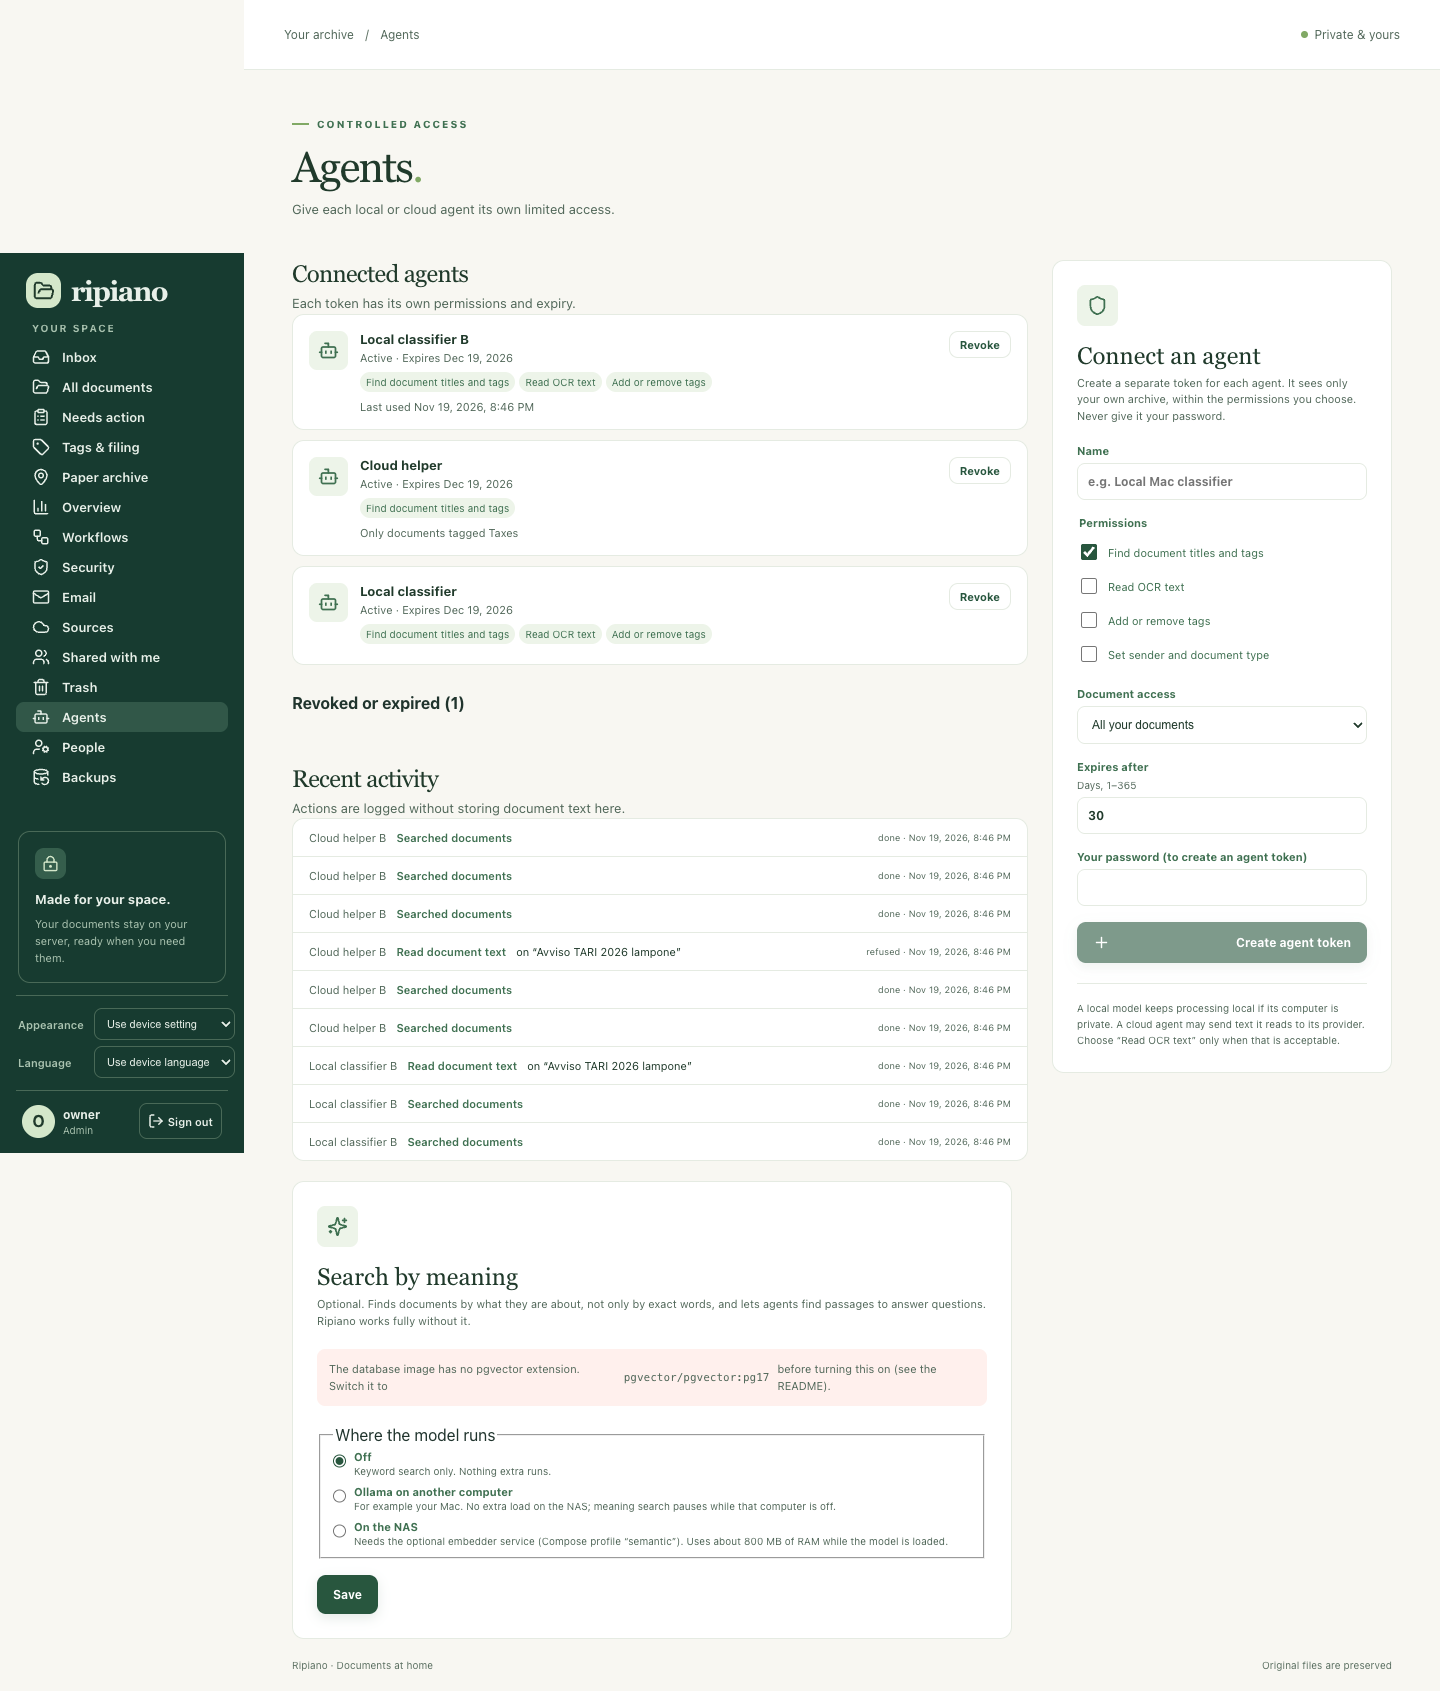 Your archive / Agents
Private & yours
CONTROLLED ACCESS
Agents.
Give each local or cloud agent its own limited access.
ripiano
YOUR SPACE
Inbox
All documents
Needs action
Tags & filing
Paper archive
Overview
Workflows
Security
Email
Sources
Shared with me
Trash
Agents
People
Backups
Made for your space.
Your documents stay on your
server, ready when you need
them.
Appearance Use device setting
Language Use device language
O owner
Admin
Sign out
Connected agents
Each token has its own permissions and expiry.
Local classifier B
Active · Expires Dec 19, 2026
Find document titles and tags Read OCR text Add or remove tags
Last used Nov 19, 2026, 8:46 PM
Revoke
Cloud helper
Active · Expires Dec 19, 2026
Find document titles and tags
Only documents tagged Taxes
Revoke
Local classifier
Active · Expires Dec 19, 2026
Find document titles and tags Read OCR text Add or remove tags
Revoke
Revoked or expired (1)
Recent activity
Actions are logged without storing document text here.
Cloud helper B Searched documents done · Nov 19, 2026, 8:46 PM
Cloud helper B Searched documents done · Nov 19, 2026, 8:46 PM
Cloud helper B Searched documents done · Nov 19, 2026, 8:46 PM
Cloud helper B Read document text on “Avviso TARI 2026 lampone” refused · Nov 19, 2026, 8:46 PM
Cloud helper B Searched documents done · Nov 19, 2026, 8:46 PM
Cloud helper B Searched documents done · Nov 19, 2026, 8:46 PM
Local classifier B Read document text on “Avviso TARI 2026 lampone” done · Nov 19, 2026, 8:46 PM
Local classifier B Searched documents done · Nov 19, 2026, 8:46 PM
Local classifier B Searched documents done · Nov 19, 2026, 8:46 PM
Connect an agent
Create a separate token for each agent. It sees only
your own archive, within the permissions you choose.
Never give it your password.
Name
e.g. Local Mac classifier
Permissions
Find document titles and tags
Read OCR text
Add or remove tags
Set sender and document type
Document access
All your documents
Expires after
Days, 1–365
30
Your password (to create an agent token)
Create agent token
A local model keeps processing local if its computer is
private. A cloud agent may send text it reads to its provider.
Choose “Read OCR text” only when that is acceptable.
Search by meaning
Optional. Finds documents by what they are about, not only by exact words, and lets agents find passages to answer questions.
Ripiano works fully without it.
The database image has no pgvector extension.
Switch it to
pgvector/pgvector:pg17
before turning this on (see the
README).
Where the model runs
Off
Keyword search only. Nothing extra runs.
Ollama on another computer
For example your Mac. No extra load on the NAS; meaning search pauses while that computer is off.
On the NAS
Needs the optional embedder service (Compose profile “semantic”). Uses about 800 MB of RAM while the model is loaded.
Save
Ripiano · Documents at home
Original files are preserved